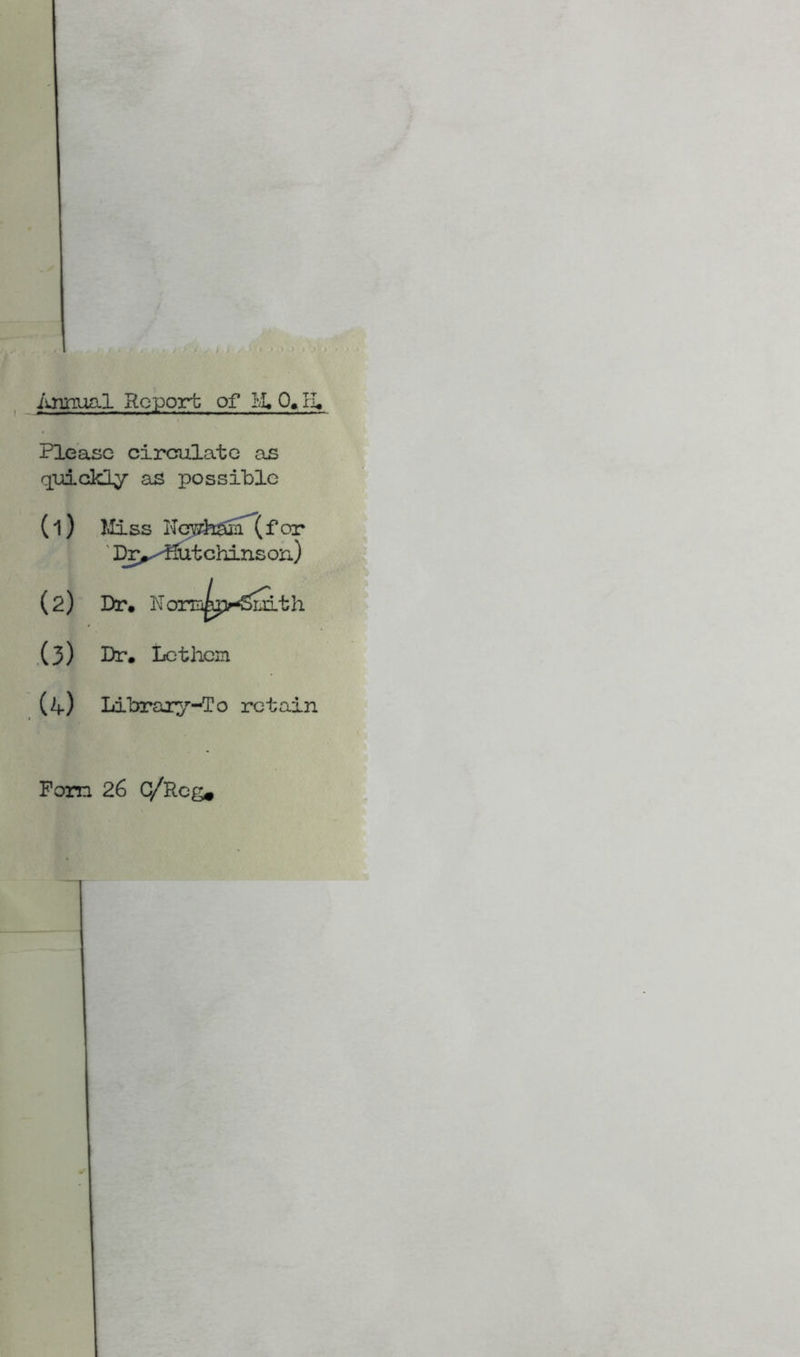 Annual Report of M.O.H.
Please circulate as
quickly as possible
(1) Miss Newham (for
Dr. Hutchinson)
(2) Dr. Norman-Smith
(3) Dr. Lethem
(4) Library-To retain
Form 26 C/Reg.